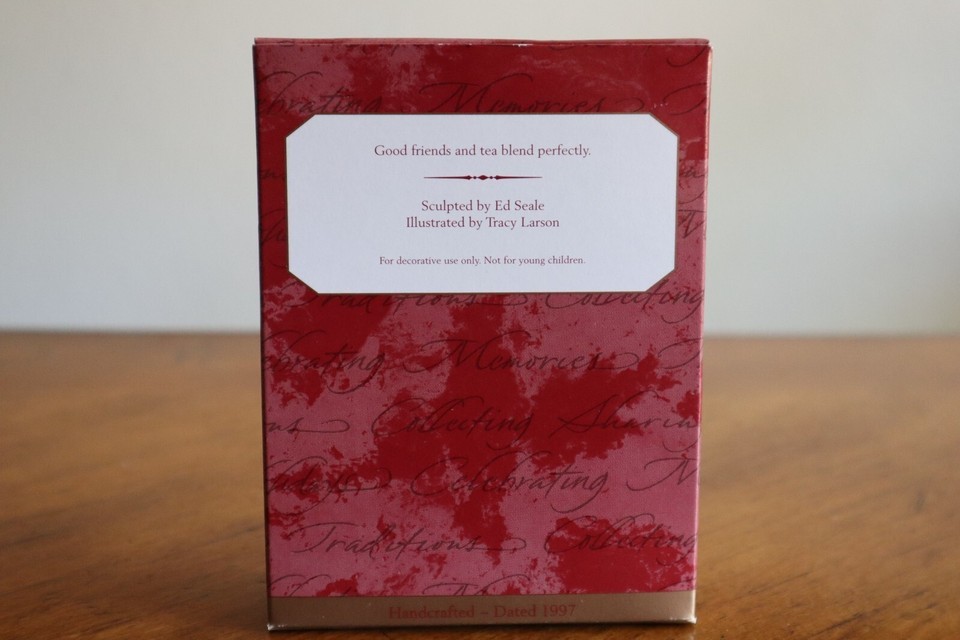 Celebrating Memories
Good friends and tea blend perfectly.
Sculpted by Ed Seale
Illustrated by Tracy Larson
For decorative use only. Not for young children.
Traditions Collecting
Memories
Collecting Sharin
Celebrating M
Traditions Collecting
Handcrafted – Dated 1997